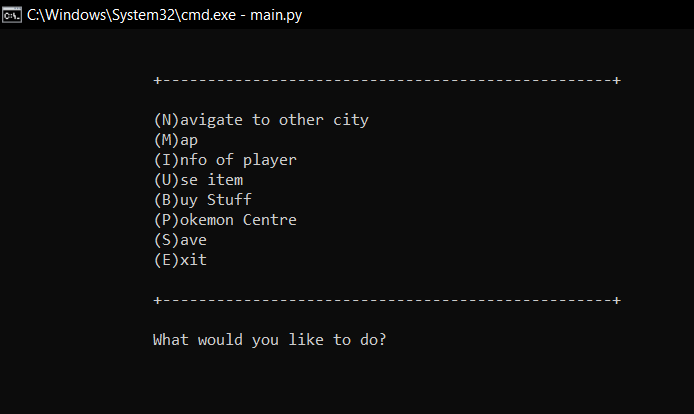 C:\Windows\System32\cmd.exe - main.py
+--------------------------------------------------+
(N)avigate to other city
(M)ap
(I)nfo of player
(U)se item
(B)uy Stuff
(P)okemon Centre
(S)ave
(E)xit
+--------------------------------------------------+
What would you like to do?